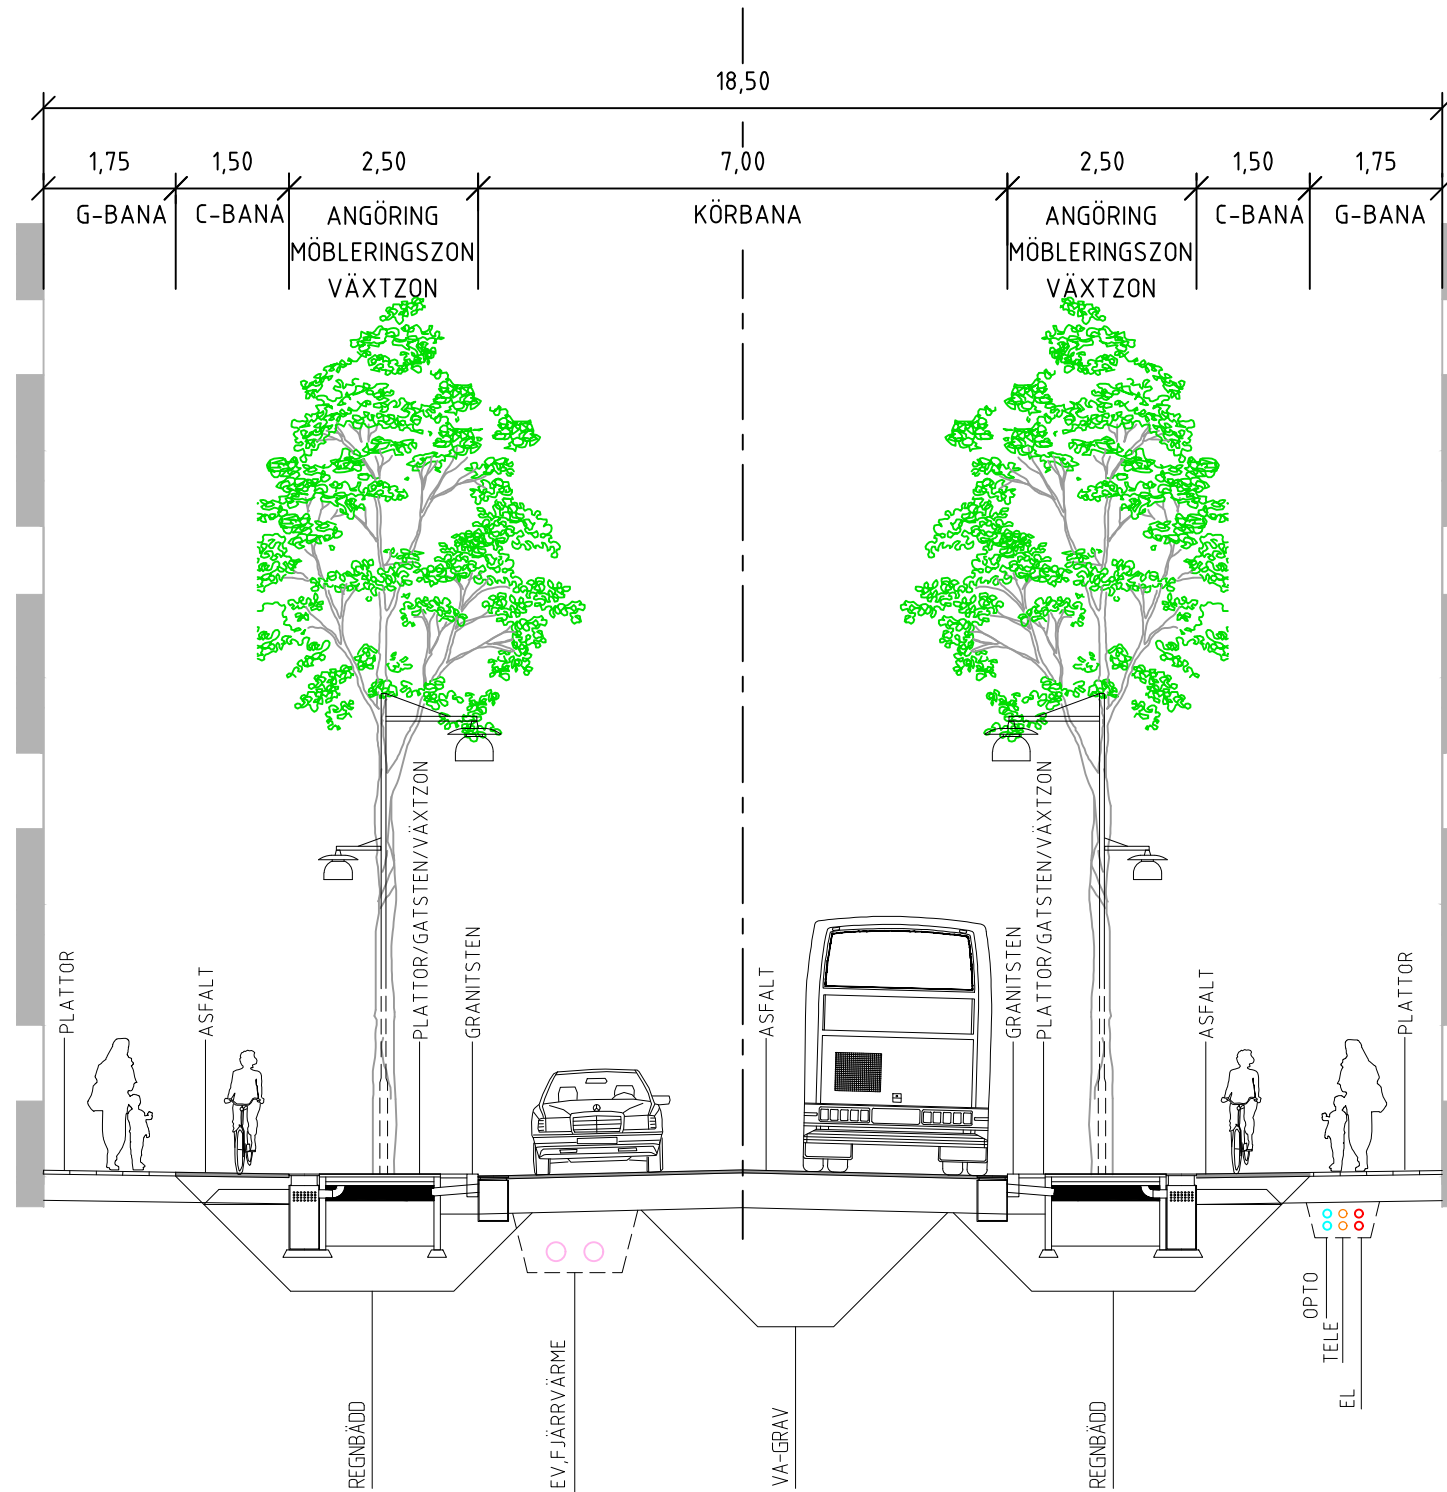 18,50
1,75 1,50 2,50 7,00 2,50 1,50 1,75
G-BANA C-BANA ANGÖRING KÖRBANA ANGÖRING C-BANA G-BANA
MÖBLERINGSZON MÖBLERINGSZON
VÄXTZON VÄXTZON
PLATTOR
ASFALT
PLATTOR/GATSTEN/VÄXTZON
GRANITSTEN
ASFALT
GRANITSTEN
PLATTOR/GATSTEN/VÄXTZON
ASFALT
PLATTOR
REGNBÄDD
EV,FJÄRRVÄRME
VA-GRAV
REGNBÄDD
OPTO
TELE
EL